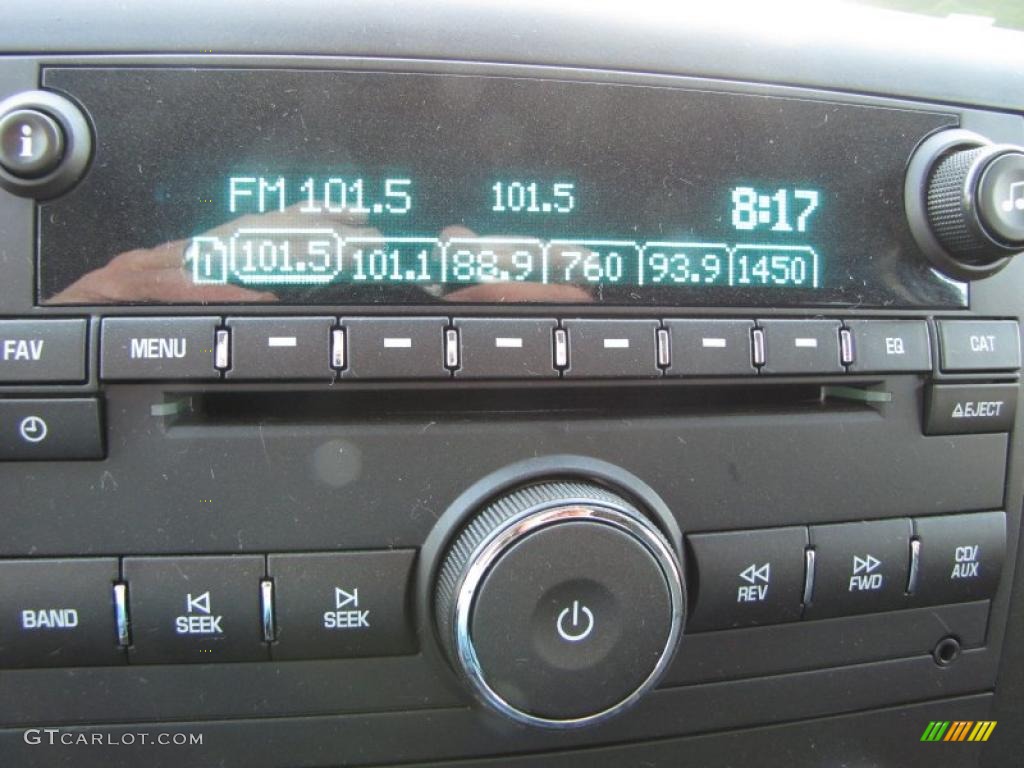 i
FM 101.5 101.5 8:17
1 101.5 101.1 88.9 760 93.9 1450
FAV MENU EQ CAT
EJECT
BAND SEEK SEEK REV FWD CD/
AUX
GTCARLOT.COM